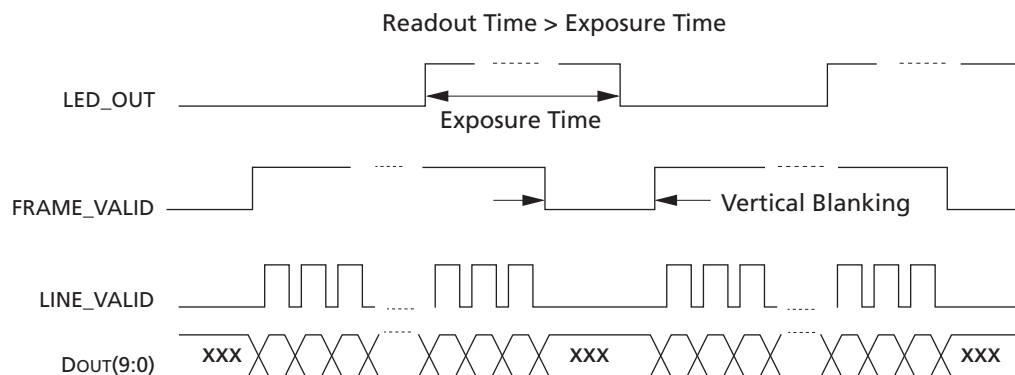 Readout Time > Exposure Time
LED_OUT
Exposure Time
FRAME_VALID
Vertical Blanking
LINE_VALID
DOUT(9:0)
XXX
XXX
XXX